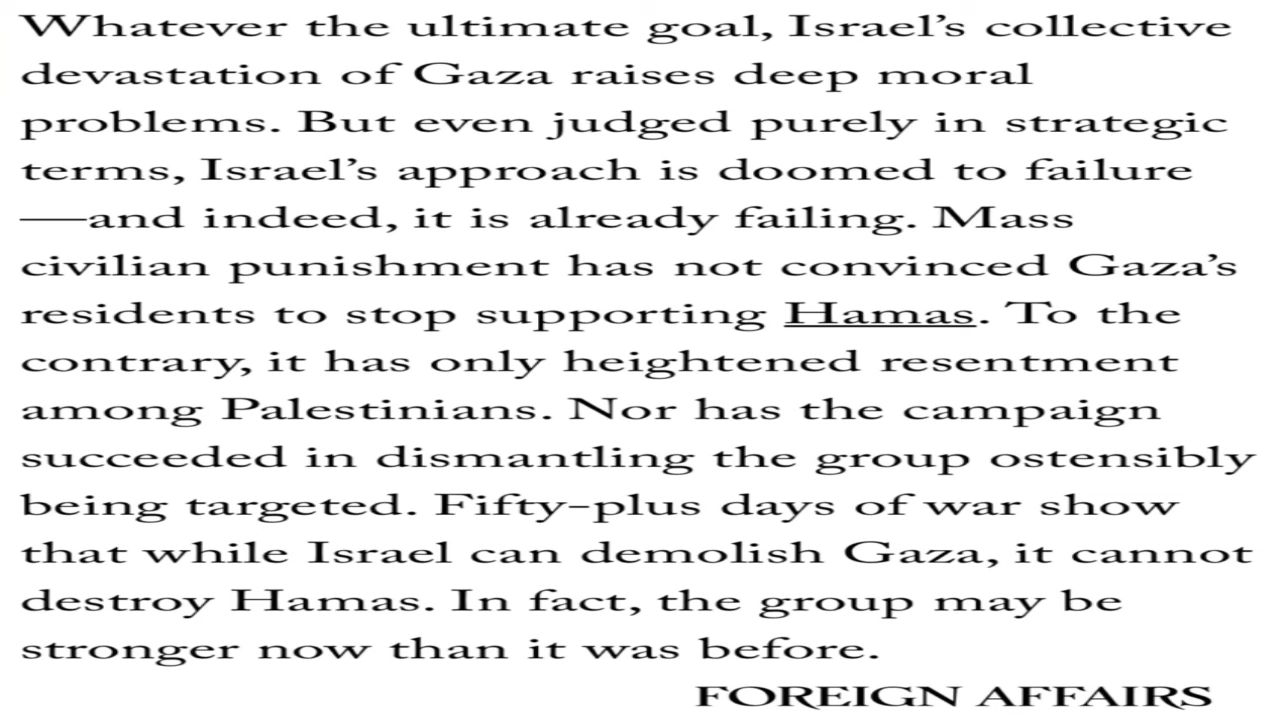 Whatever the ultimate goal, Israel’s collective
devastation of Gaza raises deep moral
problems. But even judged purely in strategic
terms, Israel’s approach is doomed to failure
—and indeed, it is already failing. Mass
civilian punishment has not convinced Gaza’s
residents to stop supporting Hamas. To the
contrary, it has only heightened resentment
among Palestinians. Nor has the campaign
succeeded in dismantling the group ostensibly
being targeted. Fifty-plus days of war show
that while Israel can demolish Gaza, it cannot
destroy Hamas. In fact, the group may be
stronger now than it was before.
FOREIGN AFFAIRS